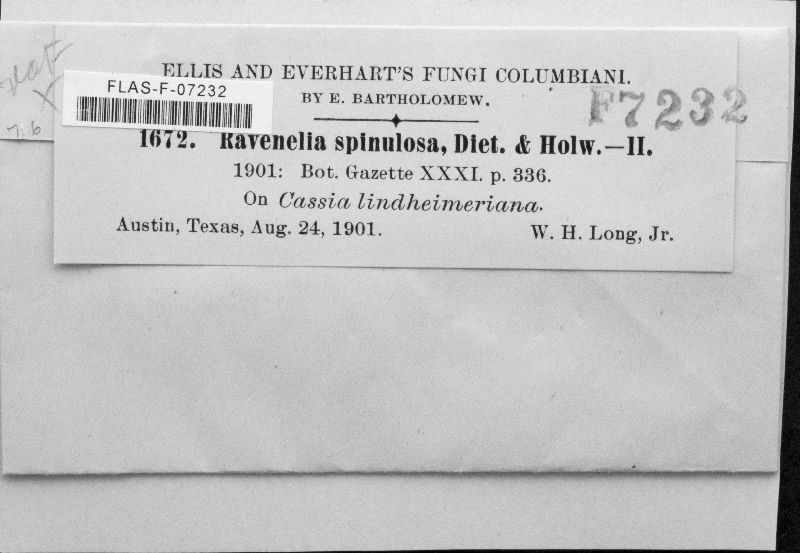 ELLIS AND EVERHART'S FUNGI COLUMBIANI.
FLAS-F-07232
BY E. BARTHOLOMEW.
F7232
1672. Ravenelia spinulosa, Diet. & Holw.—II.
1901: Bot. Gazette XXXI. p. 336.
On Cassia lindheimeriana.
Austin, Texas, Aug. 24, 1901.
W. H. Long, Jr.